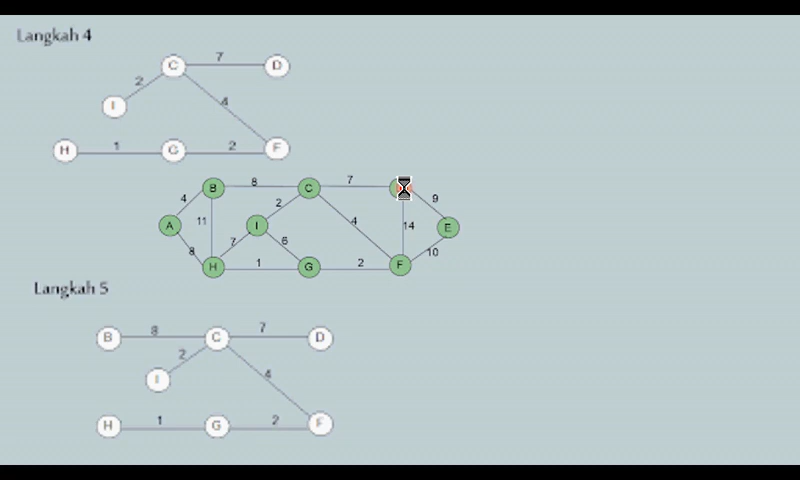 Langkah 4
C 7 D
2
I 4
H 1 G 2 F
B 8 C 7
4 2 9
A 11 I 4 14 E
8 7 6 10
H 1 G 2 F
Langkah 5
B 8 C 7 D
2
I 4
H 1 G 2 F